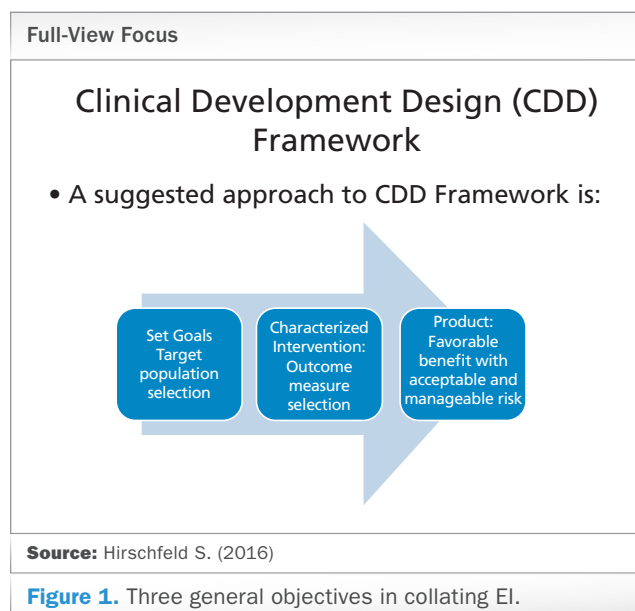 Full-View Focus
Clinical Development Design (CDD)
Framework
• A suggested approach to CDD Framework is:
Set Goals
Target
population
selection
Characterized
Intervention:
Outcome
measure
selection
Product:
Favorable
benefit with
acceptable and
manageable risk
Source: Hirschfeld S. (2016)
Figure 1. Three general objectives in collating EI.